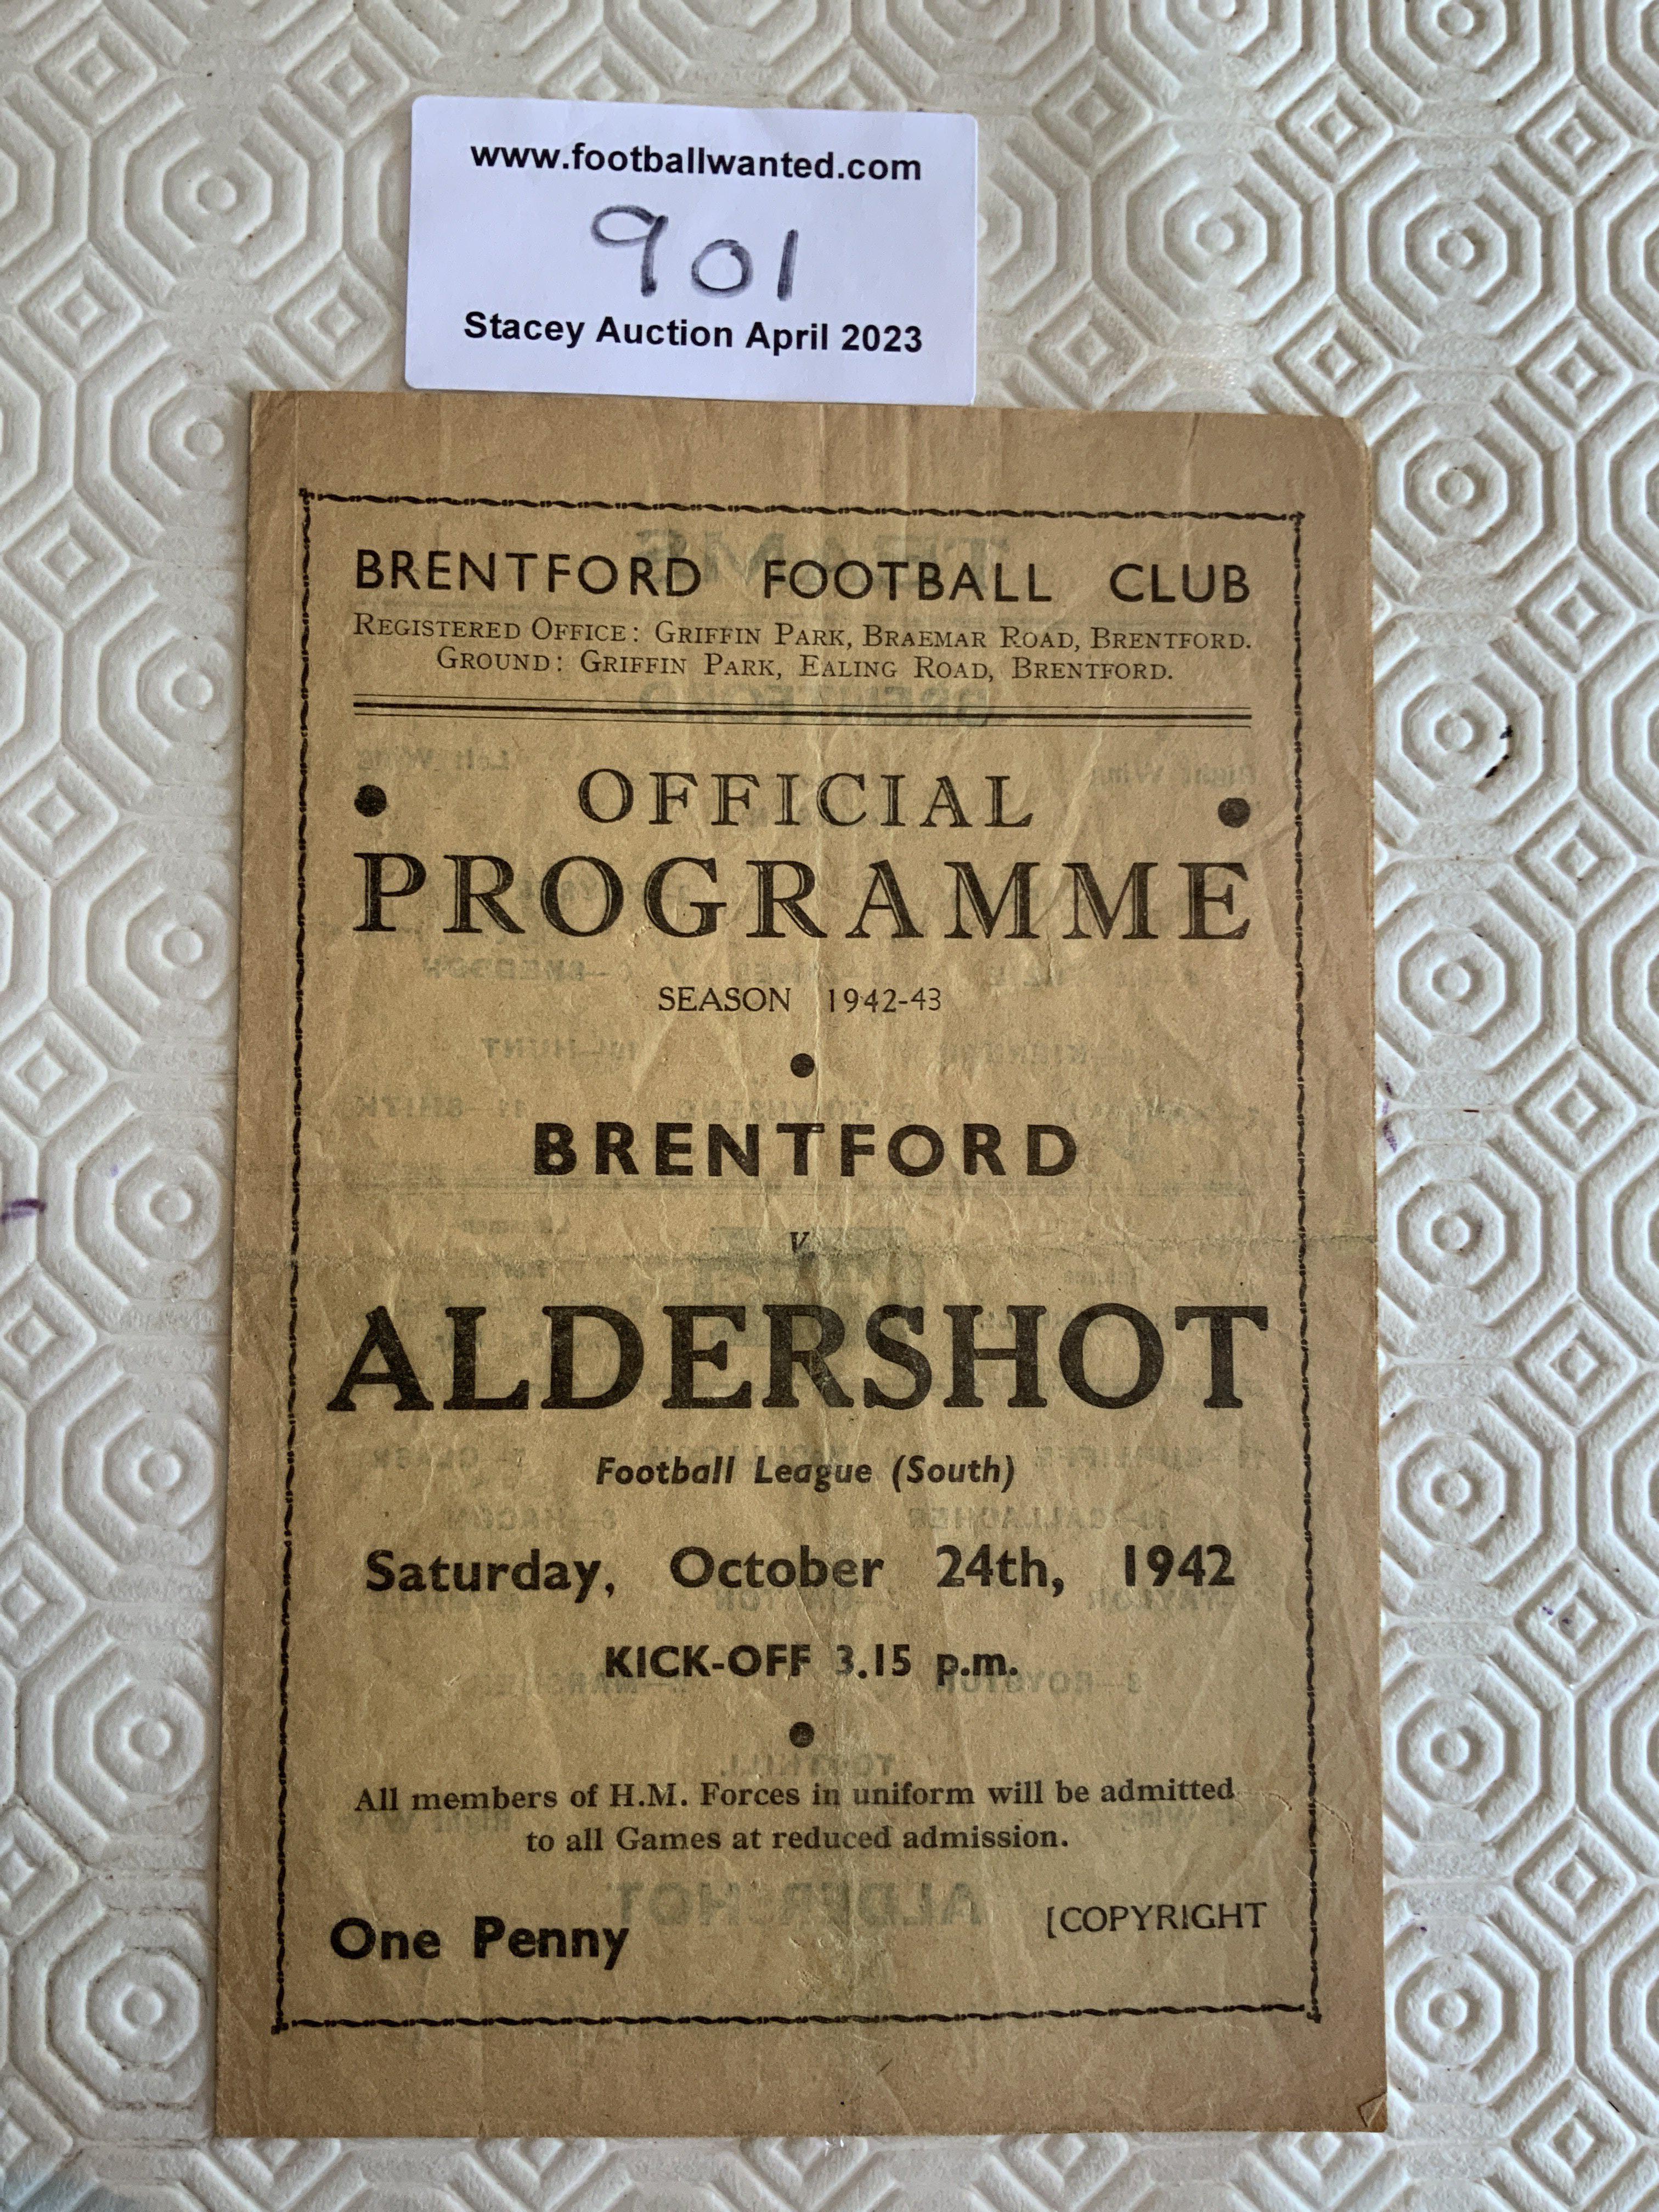 www.footballwanted.com
901
Stacey Auction April 2023
BRENTFORD FOOTBALL CLUB
REGISTERED OFFICE: GRIFFIN PARK, BRAEMAR ROAD, BRENTFORD.
GROUND: GRIFFIN PARK, EALING ROAD, BRENTFORD.
• OFFICIAL •
PROGRAMME
SEASON 1942-43
•
BRENTFORD
v.
ALDERSHOT
Football League (South)
Saturday, October 24th, 1942
KICK-OFF 3.15 p.m.
•
All members of H.M. Forces in uniform will be admitted
to all Games at reduced admission.
One Penny [COPYRIGHT